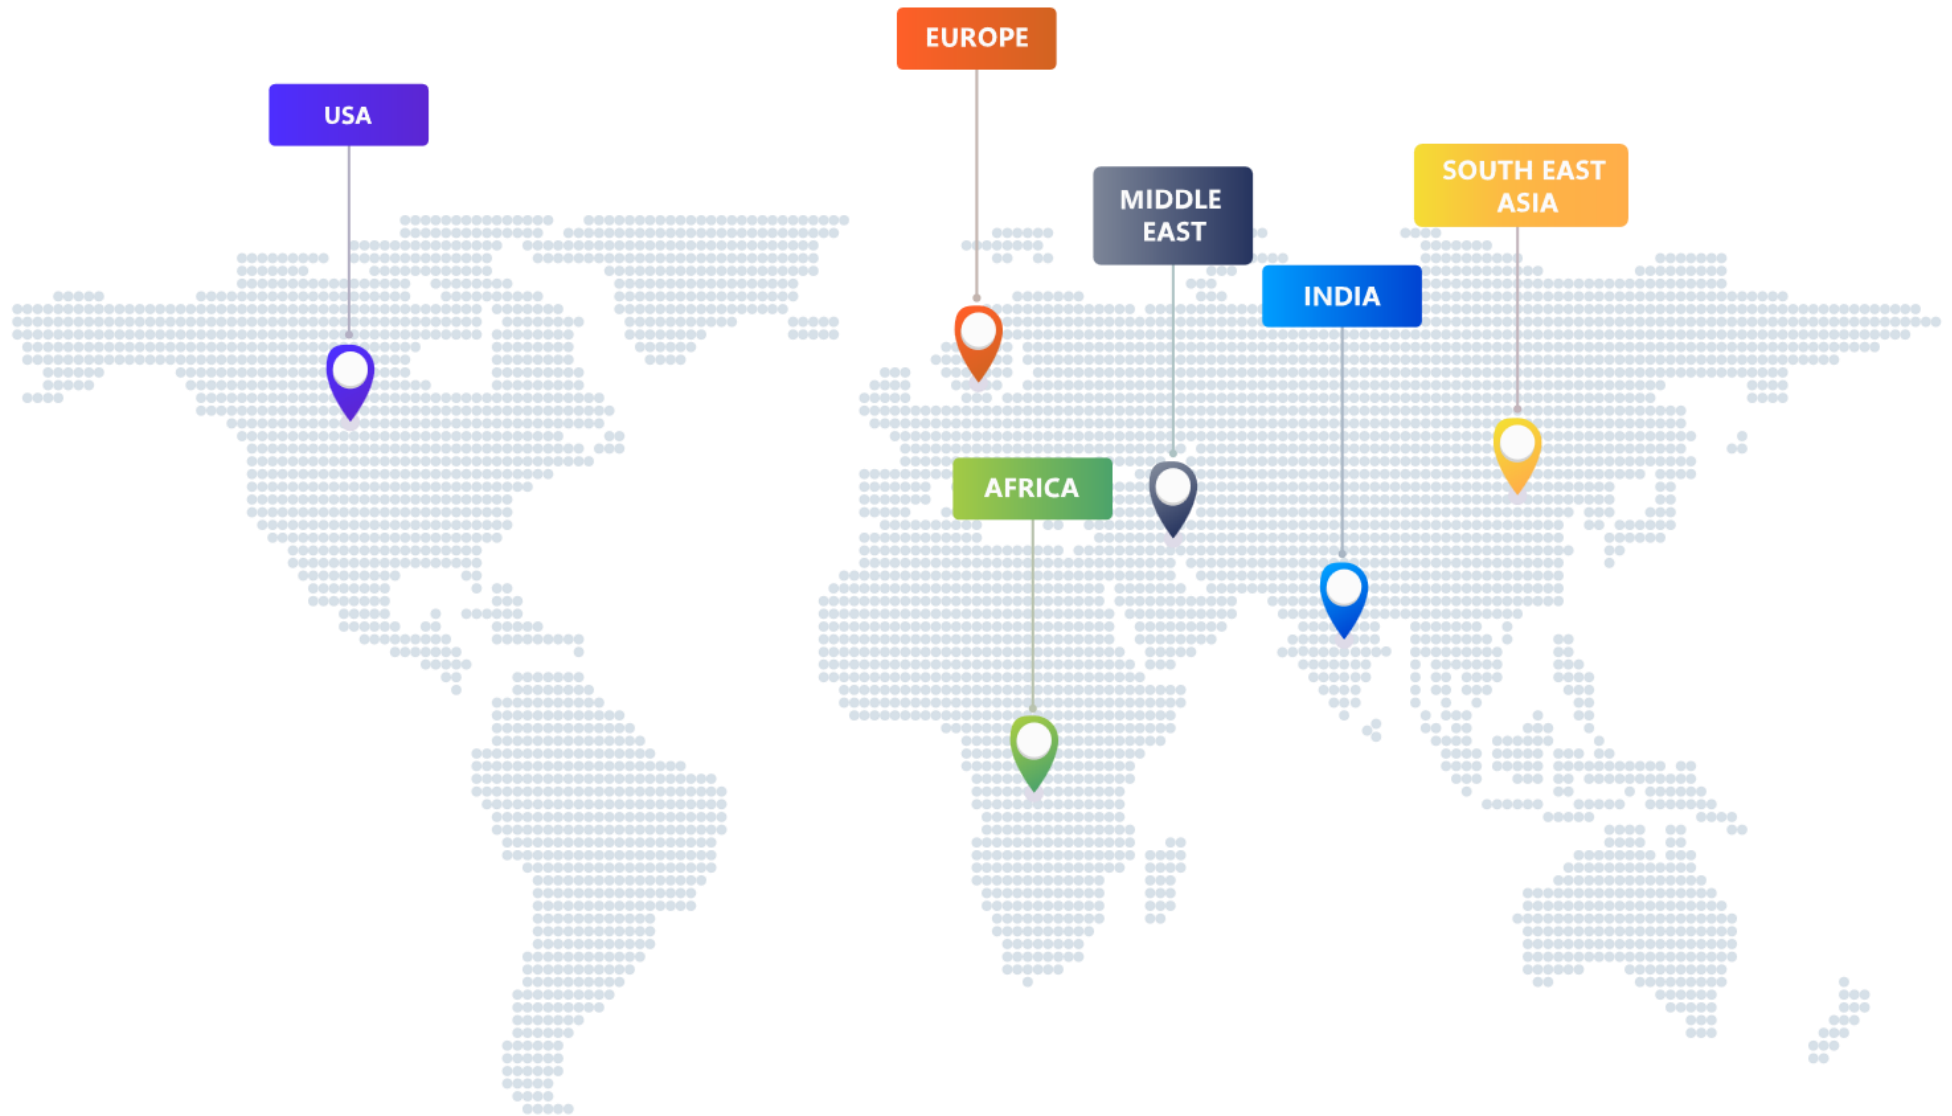 EUROPE
USA
SOUTH EAST
ASIA
MIDDLE
EAST
INDIA
AFRICA